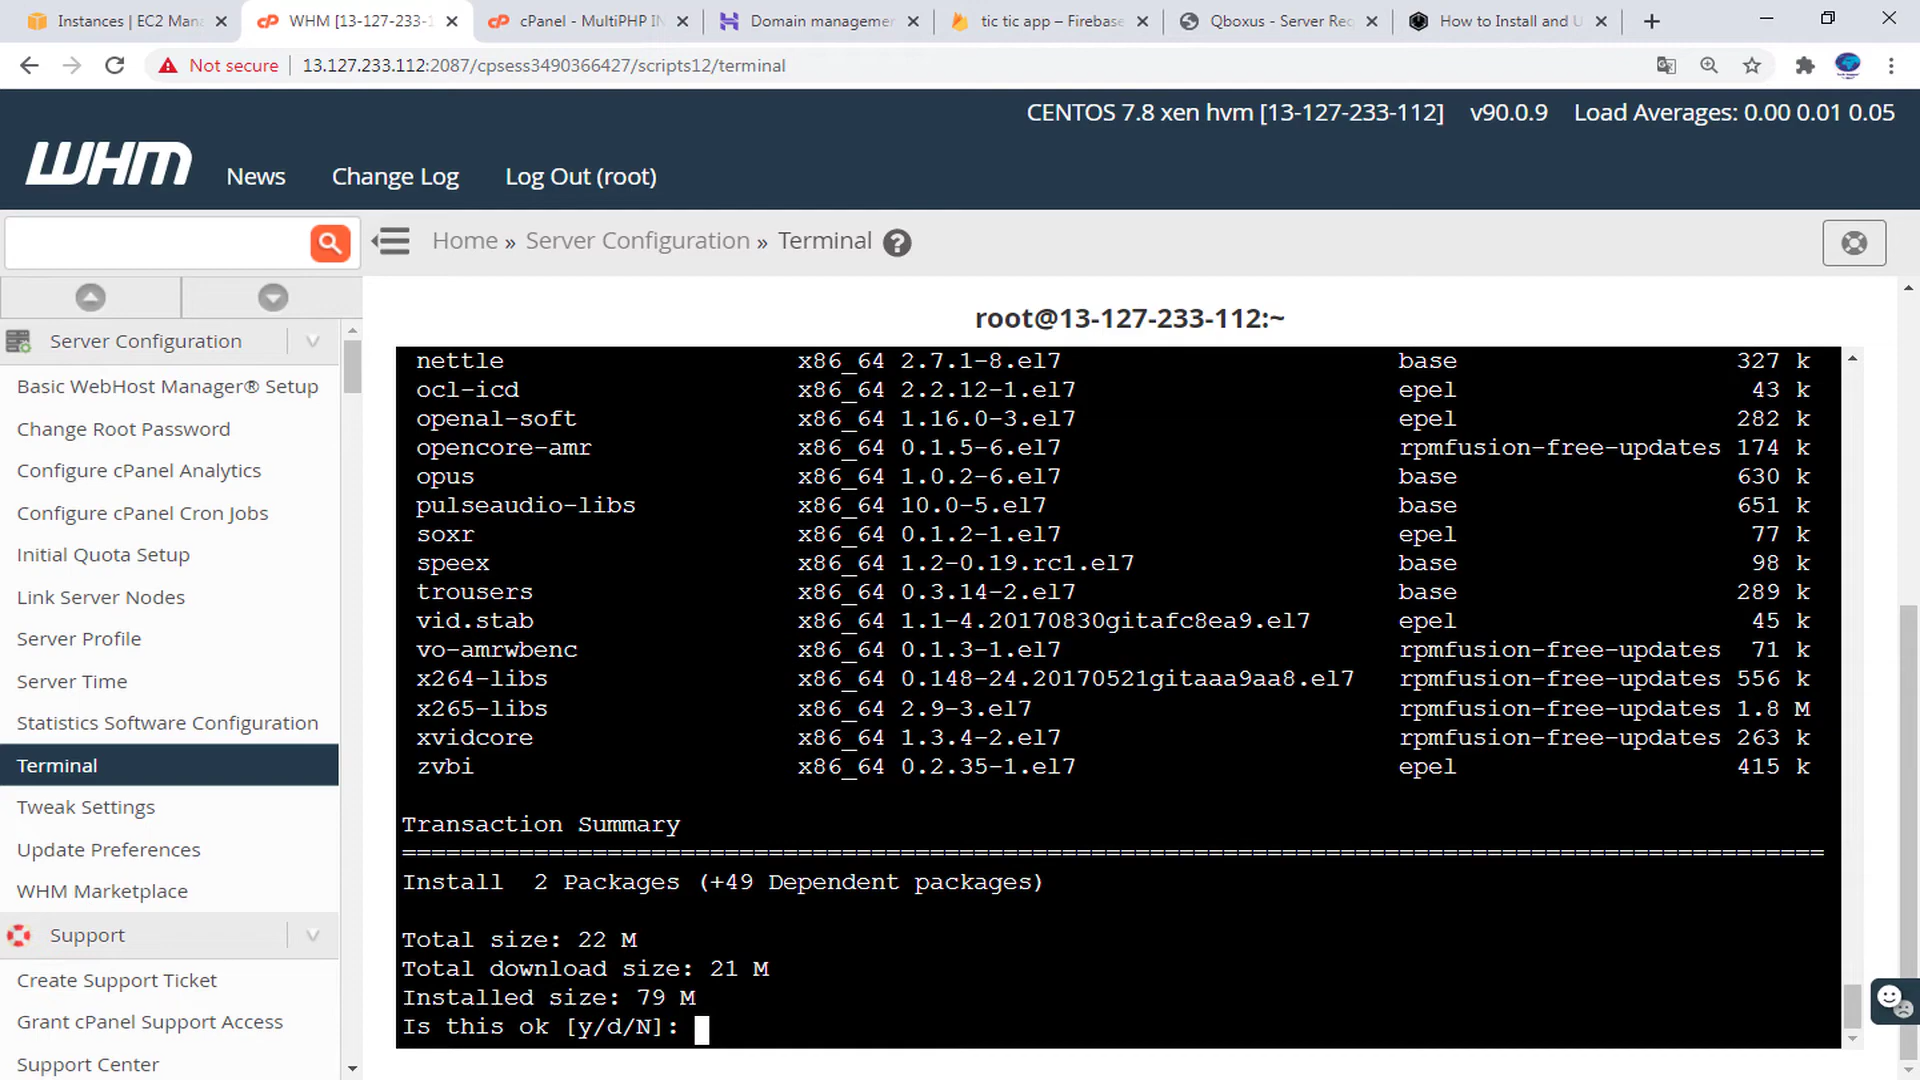 Instances | EC2 Mana
WHM [13-127-233-1
cPanel - MultiPHP IN
Domain managemen
tic tic app – Firebase
Qboxus - Server Req
How to Install and U
Not secure
13.127.233.112:2087/cpsess3490366427/scripts12/terminal
CENTOS 7.8 xen hvm [13-127-233-112] v90.0.9 Load Averages: 0.00 0.01 0.05
WHM News Change Log Log Out (root)
Home » Server Configuration » Terminal ?
Server Configuration
Basic WebHost Manager® Setup
Change Root Password
Configure cPanel Analytics
Configure cPanel Cron Jobs
Initial Quota Setup
Link Server Nodes
Server Profile
Server Time
Statistics Software Configuration
Terminal
Tweak Settings
Update Preferences
WHM Marketplace
Support
Create Support Ticket
Grant cPanel Support Access
Support Center
root@13-127-233-112:~
nettle x86_64 2.7.1-8.el7 base 327 k
ocl-icd x86_64 2.2.12-1.el7 epel 43 k
openal-soft x86_64 1.16.0-3.el7 epel 282 k
opencore-amr x86_64 0.1.5-6.el7 rpmfusion-free-updates 174 k
opus x86_64 1.0.2-6.el7 base 630 k
pulseaudio-libs x86_64 10.0-5.el7 base 651 k
soxr x86_64 0.1.2-1.el7 epel 77 k
speex x86_64 1.2-0.19.rc1.el7 base 98 k
trousers x86_64 0.3.14-2.el7 base 289 k
vid.stab x86_64 1.1-4.20170830gitafc8ea9.el7 epel 45 k
vo-amrwbenc x86_64 0.1.3-1.el7 rpmfusion-free-updates 71 k
x264-libs x86_64 0.148-24.20170521gitaaa9aa8.el7 rpmfusion-free-updates 556 k
x265-libs x86_64 2.9-3.el7 rpmfusion-free-updates 1.8 M
xvidcore x86_64 1.3.4-2.el7 rpmfusion-free-updates 263 k
zvbi x86_64 0.2.35-1.el7 epel 415 k
Transaction Summary
=================================================================================================
Install 2 Packages (+49 Dependent packages)
Total size: 22 M
Total download size: 21 M
Installed size: 79 M
Is this ok [y/d/N]: